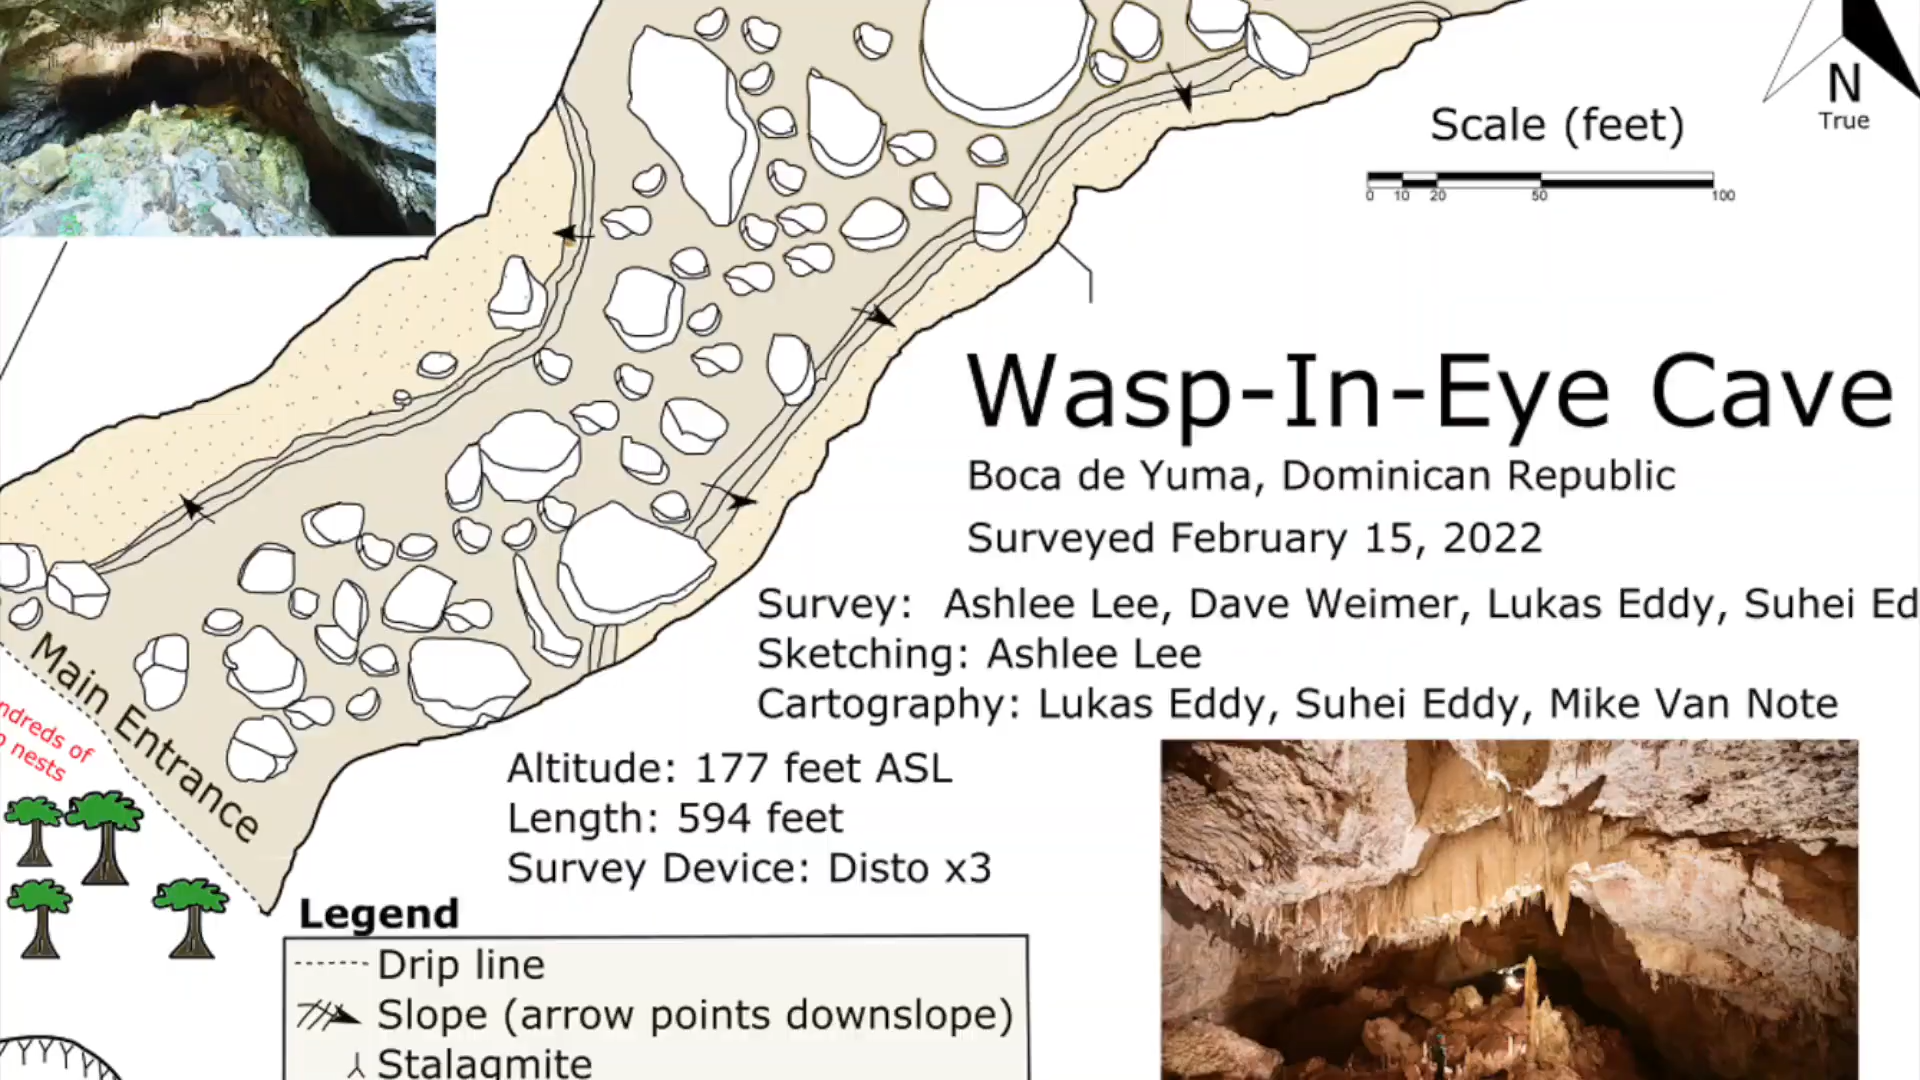 N
True
Scale (feet)
0 10 20 50 100
Wasp-In-Eye Cave
Boca de Yuma, Dominican Republic
Surveyed February 15, 2022
Survey: Ashlee Lee, Dave Weimer, Lukas Eddy, Suhei Ed
Sketching: Ashlee Lee
Cartography: Lukas Eddy, Suhei Eddy, Mike Van Note
Main Entrance
ndreds of
nests
Altitude: 177 feet ASL
Length: 594 feet
Survey Device: Disto x3
Legend
Drip line
Slope (arrow points downslope)
Stalagmite